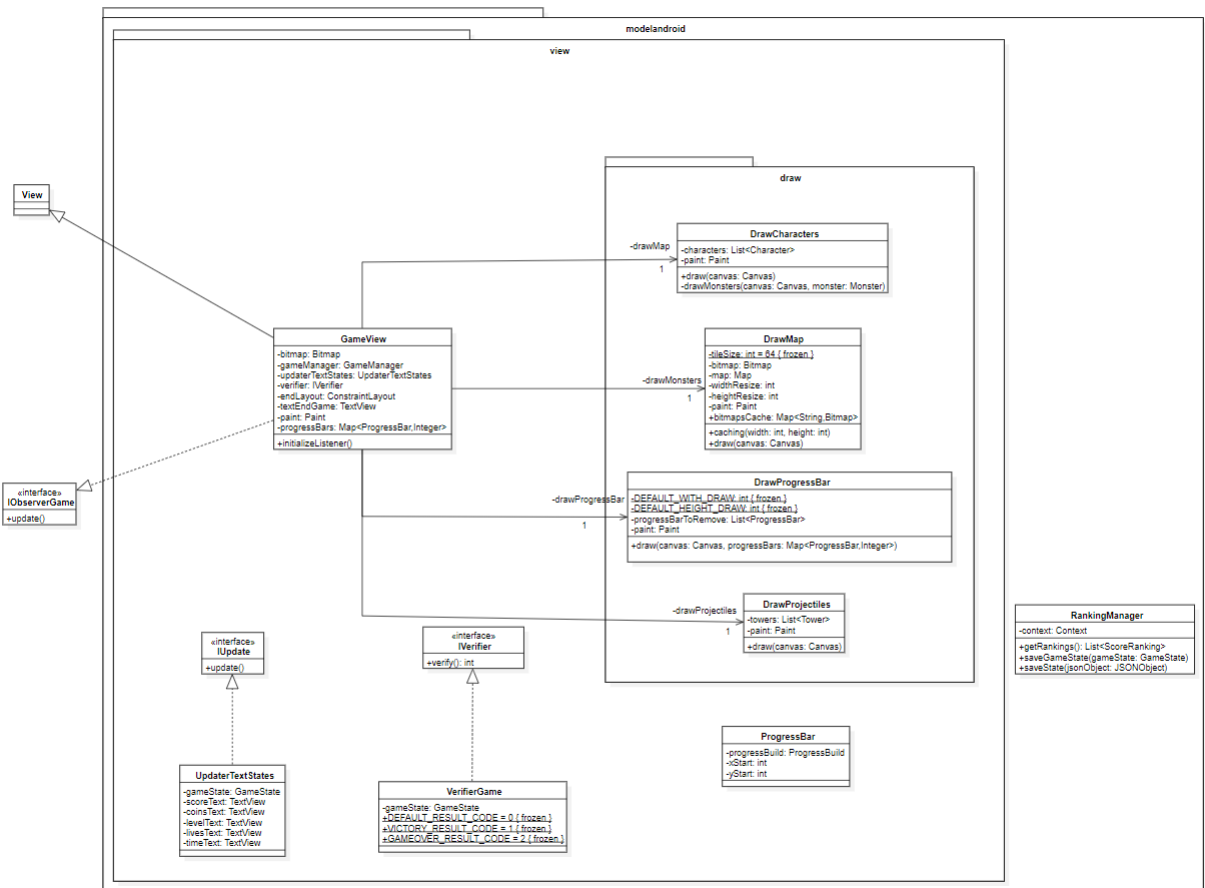 modelandroid
view
draw
View
DrawCharacters
-characters: List<Character>
-paint: Paint
+draw(canvas: Canvas)
-drawMonsters(canvas: Canvas, monster: Monster)
-drawMap
1
GameView
-bitmap: Bitmap
-gameManager: GameManager
-updaterTextStates: UpdaterTextStates
-verifier: IVerifier
-endLayout: ConstraintLayout
-textEndGame: TextView
-paint: Paint
-progressBars: Map<ProgressBar,Integer>
+initializeListener()
-drawMonsters
1
DrawMap
-tileSize: int = 64 { frozen }
-bitmap: Bitmap
-map: Map
-widthResize: int
-heightResize: int
-paint: Paint
+bitmapsCache: Map<String,Bitmap>
+caching(width: int, height: int)
+draw(canvas: Canvas)
«interface»
IObserverGame
+update()
-drawProgressBar
1
DrawProgressBar
-DEFAULT_WITH_DRAW: int { frozen }
-DEFAULT_HEIGHT_DRAW: int { frozen }
-progressBarToRemove: List<ProgressBar>
-paint: Paint
+draw(canvas: Canvas, progressBars: Map<ProgressBar,Integer>)
-drawProjectiles
1
DrawProjectiles
-towers: List<Tower>
-paint: Paint
+draw(canvas: Canvas)
RankingManager
-context: Context
+getRankings(): List<ScoreRanking>
+saveGameState(gameState: GameState)
+saveState(jsonObject: JSONObject)
«interface»
IUpdate
+update()
«interface»
IVerifier
+verify(): int
ProgressBar
-progressBuild: ProgressBuild
-xStart: int
-yStart: int
UpdaterTextStates
-gameState: GameState
-scoreText: TextView
-coinsText: TextView
-levelText: TextView
-livesText: TextView
-timeText: TextView
VerifierGame
-gameState: GameState
+DEFAULT_RESULT_CODE = 0 { frozen }
+VICTORY_RESULT_CODE = 1 { frozen }
+GAMEOVER_RESULT_CODE = 2 { frozen }